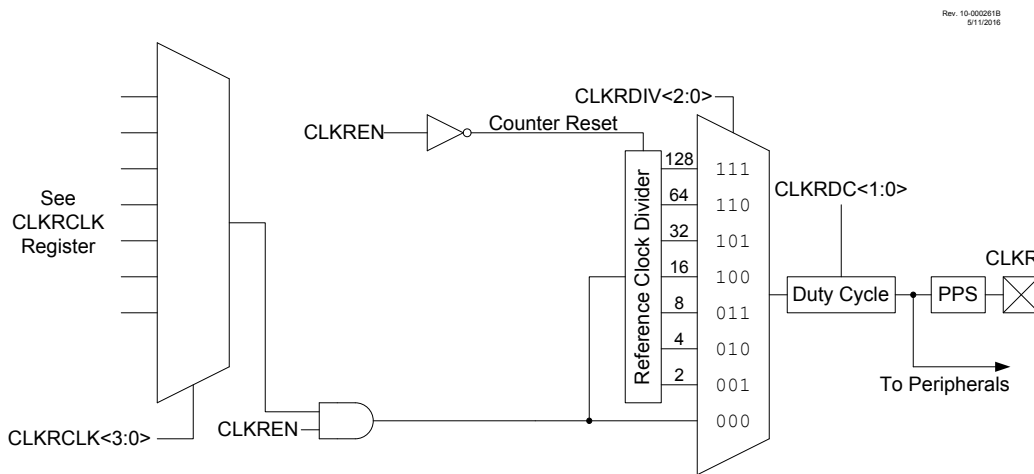 Rev. 10-000261B
5/11/2016
CLKRDIV<2:0>
Counter Reset
CLKREN
128
111
See
CLKRCLK
Register
64
110
CLKRDC<1:0>
32
101
Reference Clock Divider
16
100
CLKR
Duty Cycle
PPS
8
011
4
010
2
001
To Peripherals
000
CLKREN
CLKRCLK<3:0>